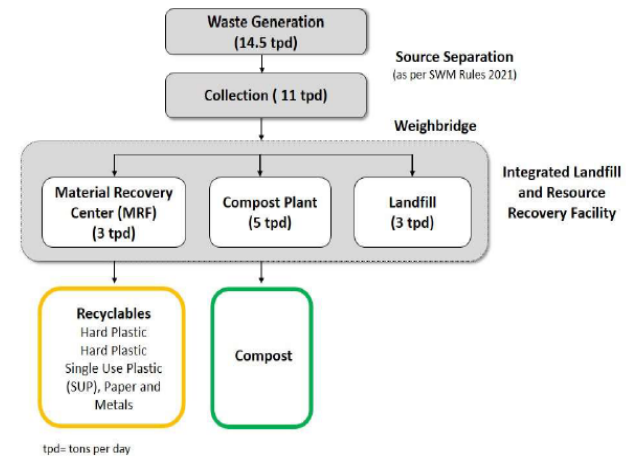 Waste Generation
(14.5 tpd)
Source Separation
(as per SWM Rules 2021)
Collection ( 11 tpd)
Weighbridge
Material Recovery
Center (MRF)
(3 tpd)
Compost Plant
(5 tpd)
Landfill
(3 tpd)
Integrated Landfill
and Resource
Recovery Facility
Recyclables
Hard Plastic
Hard Plastic
Single Use Plastic
(SUP), Paper and
Metals
Compost
tpd= tons per day